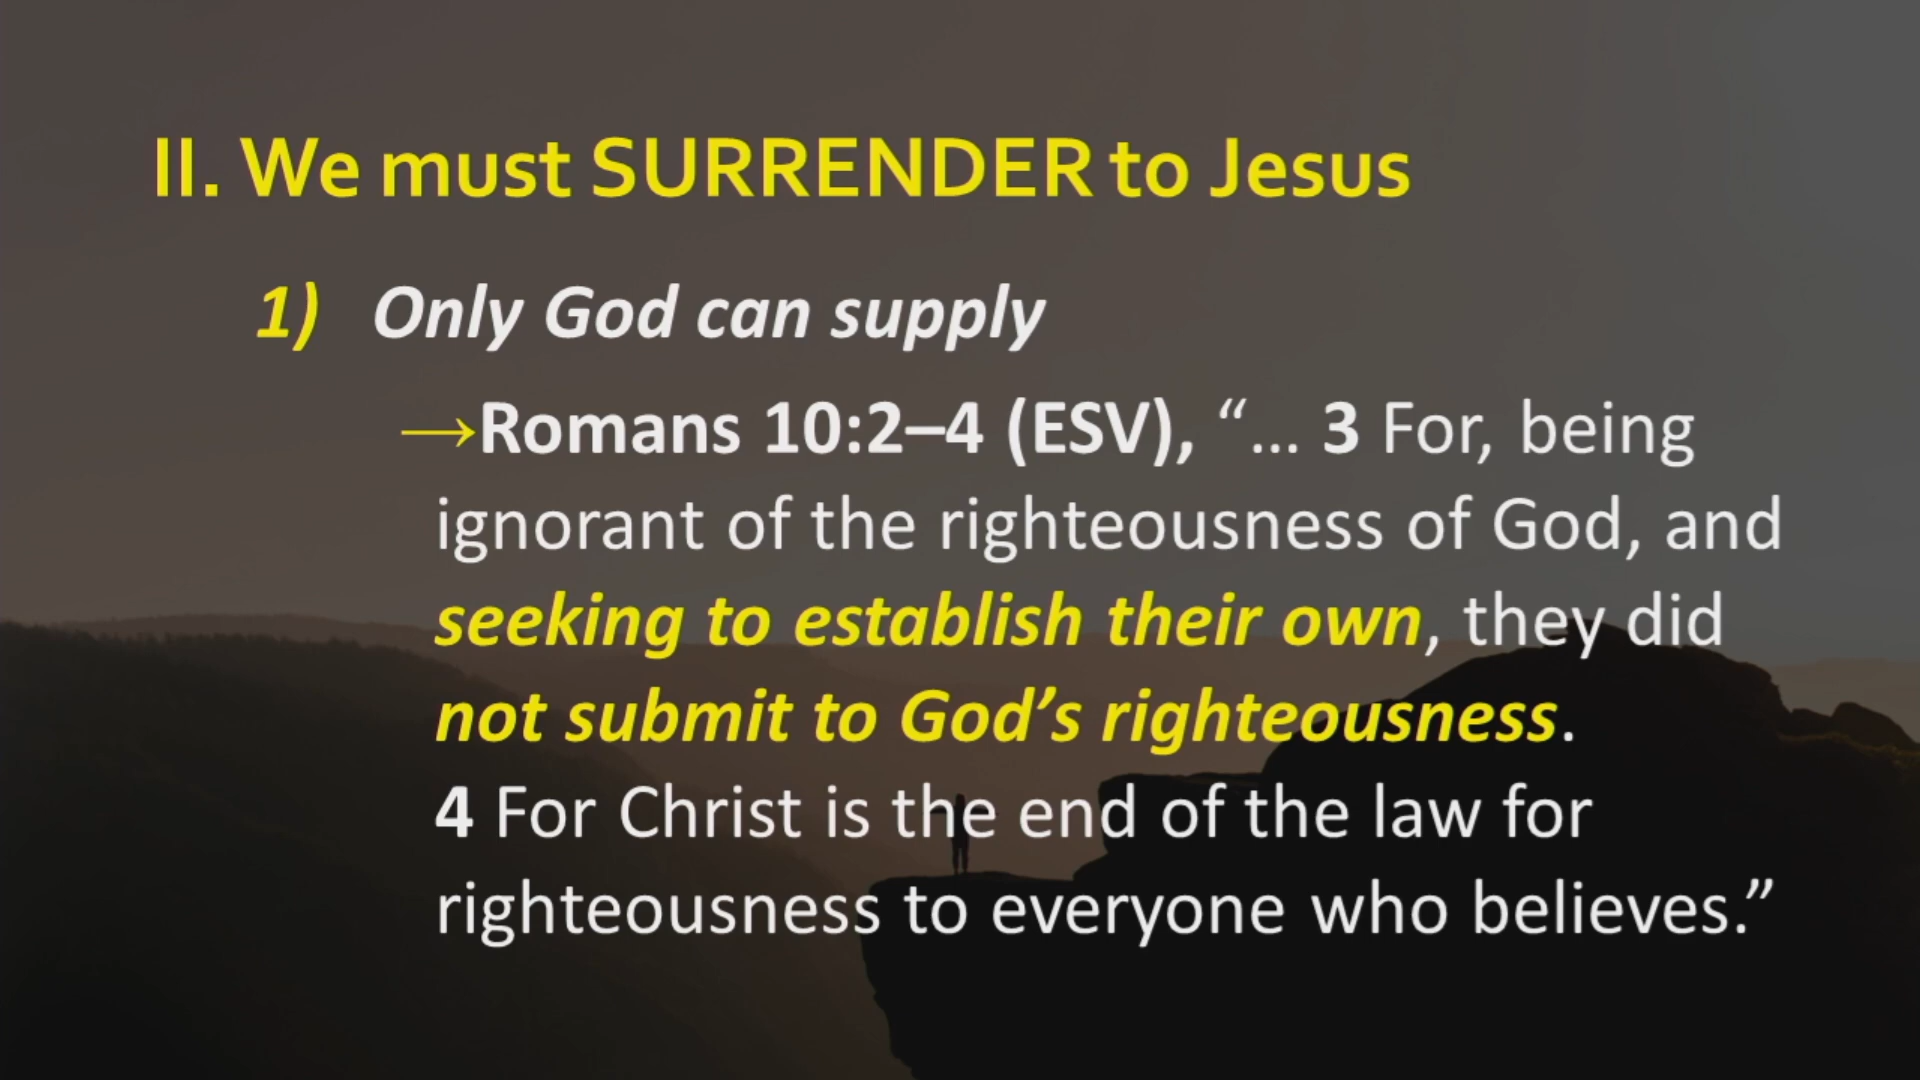 II. We must SURRENDER to Jesus
1) Only God can supply
→Romans 10:2–4 (ESV), “... 3 For, being
ignorant of the righteousness of God, and
seeking to establish their own, they did
not submit to God’s righteousness.
4 For Christ is the end of the law for
righteousness to everyone who believes.”